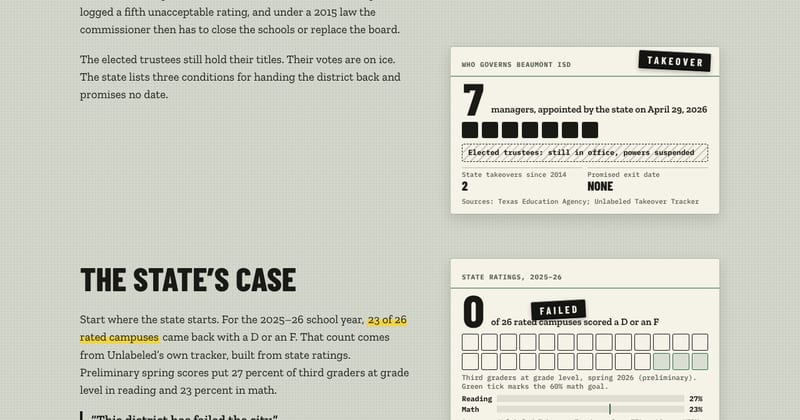 logged a fifth unacceptable rating, and under a 2015 law the
commissioner then has to close the schools or replace the board.
The elected trustees still hold their titles. Their votes are on ice.
The state lists three conditions for handing the district back and
promises no date.
WHO GOVERNS BEAUMONT ISD
TAKEOVER
7 managers, appointed by the state on April 29, 2026
Elected trustees: still in office, powers suspended
State takeovers since 2014
2
Promised exit date
NONE
Sources: Texas Education Agency; Unlabeled Takeover Tracker
THE STATE’S CASE
Start where the state starts. For the 2025–26 school year, 23 of 26
rated campuses came back with a D or an F. That count comes
from Unlabeled’s own tracker, built from state ratings.
Preliminary spring scores put 27 percent of third graders at grade
level in reading and 23 percent in math.
“This district has failed the city”
STATE RATINGS, 2025–26
FAILED
0 of 26 rated campuses scored a D or an F
Third graders at grade level, spring 2026 (preliminary).
Green tick marks the 60% math goal.
Reading 27%
Math 23%